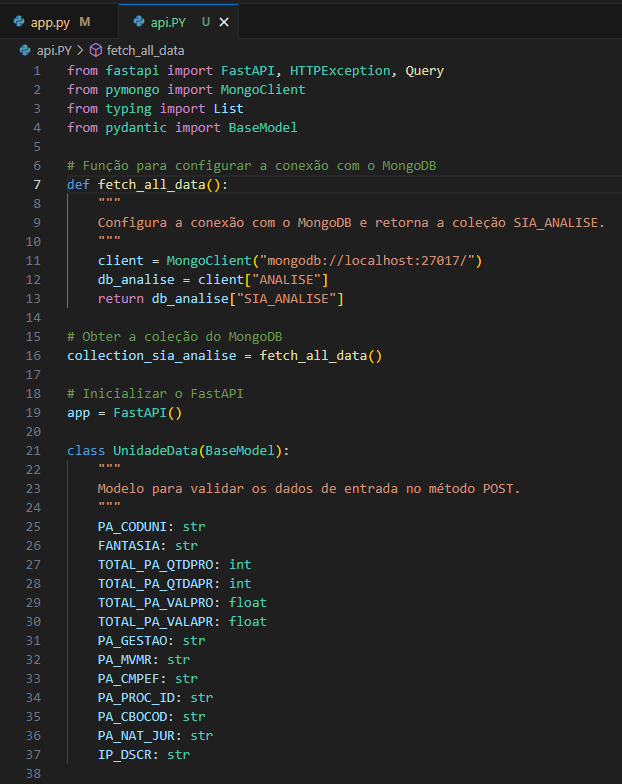 app.py M api.PY U
api.PY > fetch_all_data
1 from fastapi import FastAPI, HTTPException, Query
2 from pymongo import MongoClient
3 from typing import List
4 from pydantic import BaseModel
5
6 # Função para configurar a conexão com o MongoDB
7 def fetch_all_data():
8 """
9 Configura a conexão com o MongoDB e retorna a coleção SIA_ANALISE.
10 """
11 client = MongoClient("mongodb://localhost:27017/")
12 db_analise = client["ANALISE"]
13 return db_analise["SIA_ANALISE"]
14
15 # Obter a coleção do MongoDB
16 collection_sia_analise = fetch_all_data()
17
18 # Inicializar o FastAPI
19 app = FastAPI()
20
21 class UnidadeData(BaseModel):
22 """
23 Modelo para validar os dados de entrada no método POST.
24 """
25 PA_CODUNI: str
26 FANTASIA: str
27 TOTAL_PA_QTDPRO: int
28 TOTAL_PA_QTDAPR: int
29 TOTAL_PA_VALPRO: float
30 TOTAL_PA_VALAPR: float
31 PA_GESTAO: str
32 PA_MVMR: str
33 PA_CMPEF: str
34 PA_PROC_ID: str
35 PA_CBOCOD: str
36 PA_NAT_JUR: str
37 IP_DSCR: str
38